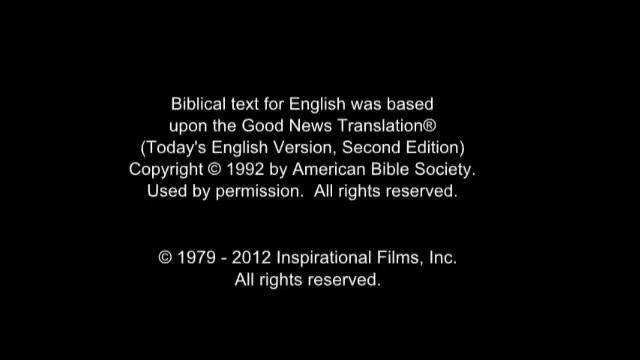 Biblical text for English was based
upon the Good News Translation®
(Today's English Version, Second Edition)
Copyright © 1992 by American Bible Society.
Used by permission.  All rights reserved.
© 1979 - 2012 Inspirational Films, Inc.
All rights reserved.